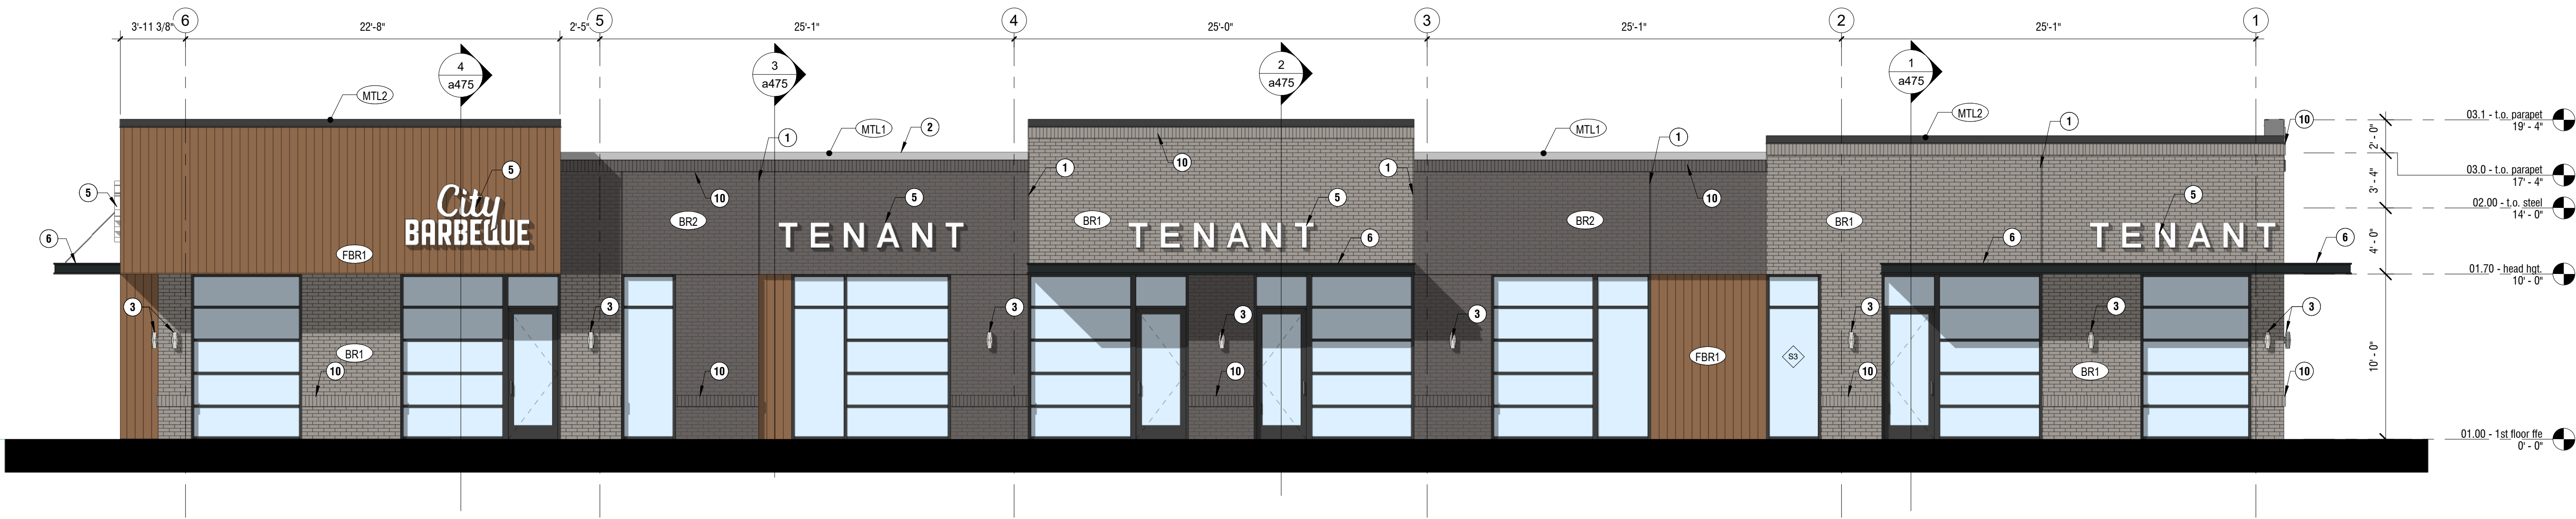 6 5 4 3 2 1
3'-11 3/8" 22'-8" 2'-5" 25'-1" 25'-0" 25'-1" 25'-1"
4 3 2 1
a475 a475 a475 a475
MTL2 MTL1 2 MTL1 MTL2
1 1 1 10
03.1 - t.o. parapet
19' - 4"
2' - 0"
10
5 1 1
03.0 - t.o. parapet
17' - 4"
3' - 4"
5 10 5 5 10 5
City
BARBEQUE
02.00 - t.o. steel
14' - 0"
BR2 BR1 BR2 BR1
TENANT TENANT TENANT
6 6 6 6
4' - 0"
FBR1
01.70 - head hgt.
10' - 0"
3 3 3 3 3 3 3 3
BR1 FBR1 S3
10 10 10 10 BR1 10
10' - 0"
01.00 - 1st floor ffe
0' - 0"